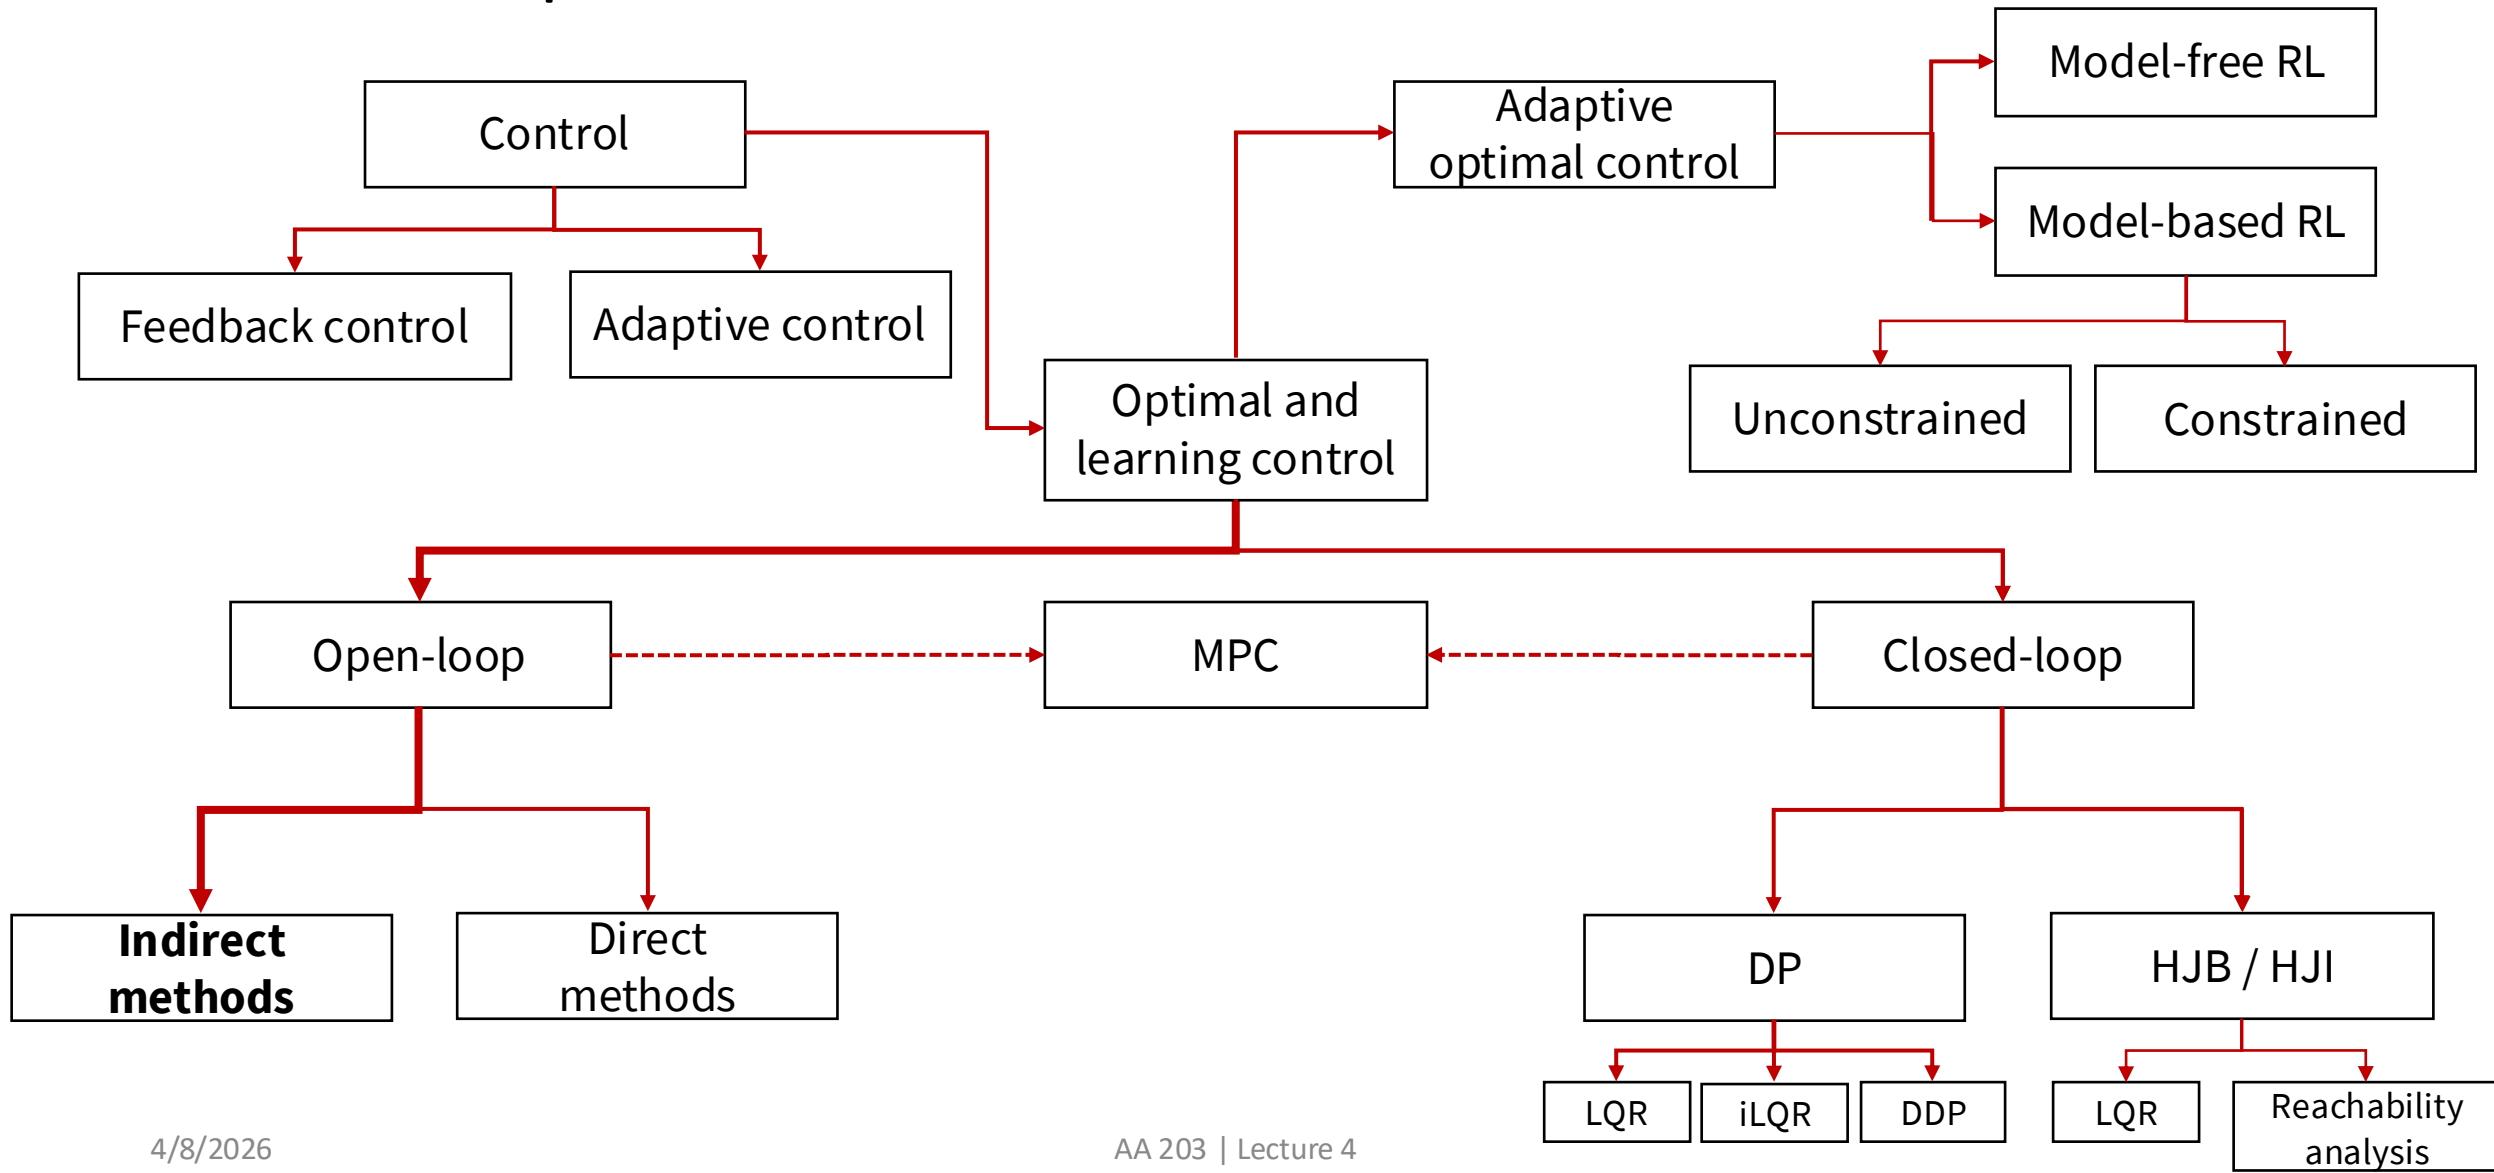 Model-free RL
Control
Adaptive
optimal control
Model-based RL
Feedback control
Adaptive control
Optimal and
learning control
Unconstrained
Constrained
Open-loop
MPC
Closed-loop
Indirect
methods
Direct
methods
DP
HJB / HJI
LQR
iLQR
DDP
LQR
Reachability
analysis
4/8/2026
AA 203 | Lecture 4